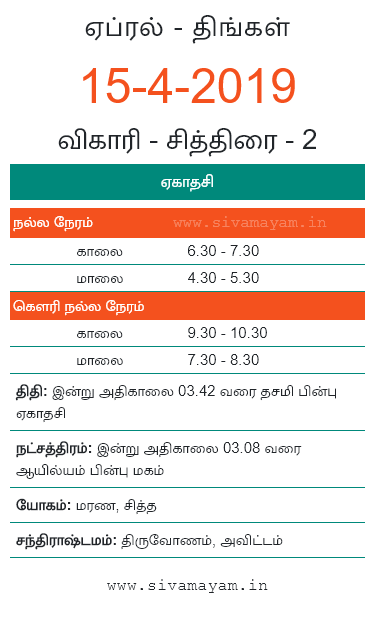 ஏப்ரல் - திங்கள்
15-4-2019
விகாரி - சித்திரை - 2
ஏகாதசி
நல்ல நேரம் www.sivamayam.in
காலை 6.30 - 7.30
மாலை 4.30 - 5.30
கௌரி நல்ல நேரம்
காலை 9.30 - 10.30
மாலை 7.30 - 8.30
திதி: இன்று அதிகாலை 03.42 வரை தசமி பின்பு
ஏகாதசி
நட்சத்திரம்: இன்று அதிகாலை 03.08 வரை
ஆயில்யம் பின்பு மகம்
யோகம்: மரண, சித்த
சந்திராஷ்டமம்: திருவோணம், அவிட்டம்
www.sivamayam.in